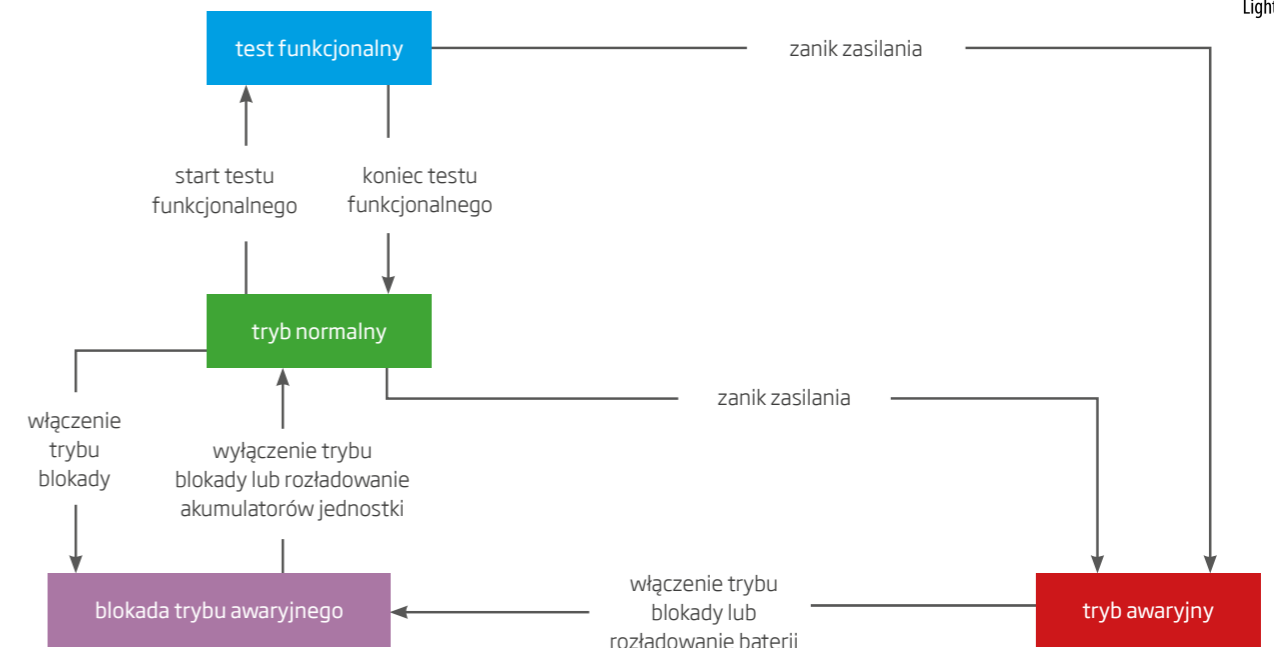 Light
test funkcjonalny
zanik zasilania
start testu
funkcjonalnego
koniec testu
funkcjonalnego
tryb normalny
zanik zasilania
włączenie
trybu
blokady
wyłączenie trybu
blokady lub rozładowanie
akumulatorów jednostki
blokada trybu awaryjnego
włączenie trybu
blokady lub
rozładowanie baterii
tryb awaryjny